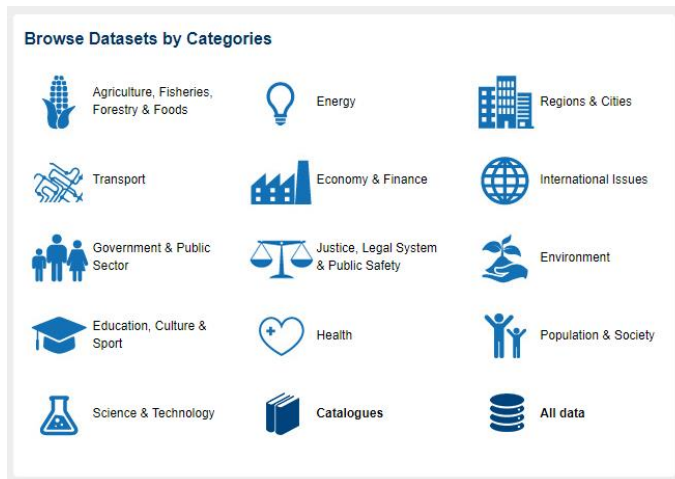 Browse Datasets by Categories
Agriculture, Fisheries,
Forestry & Foods
Energy
Regions & Cities
Transport
Economy & Finance
International Issues
Government & Public
Sector
Justice, Legal System
& Public Safety
Environment
Education, Culture &
Sport
Health
Population & Society
Science & Technology
Catalogues
All data